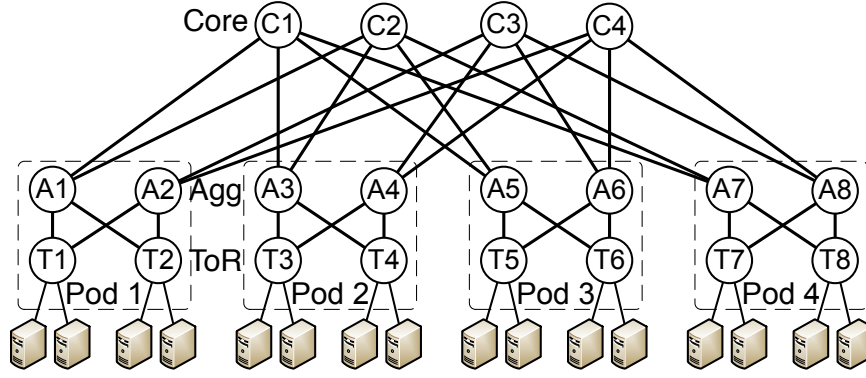 Core C1 C2 C3 C4
A1 A2 Agg A3 A4 A5 A6 A7 A8
T1 T2 ToR T3 T4 T5 T6 T7 T8
Pod 1 Pod 2 Pod 3 Pod 4